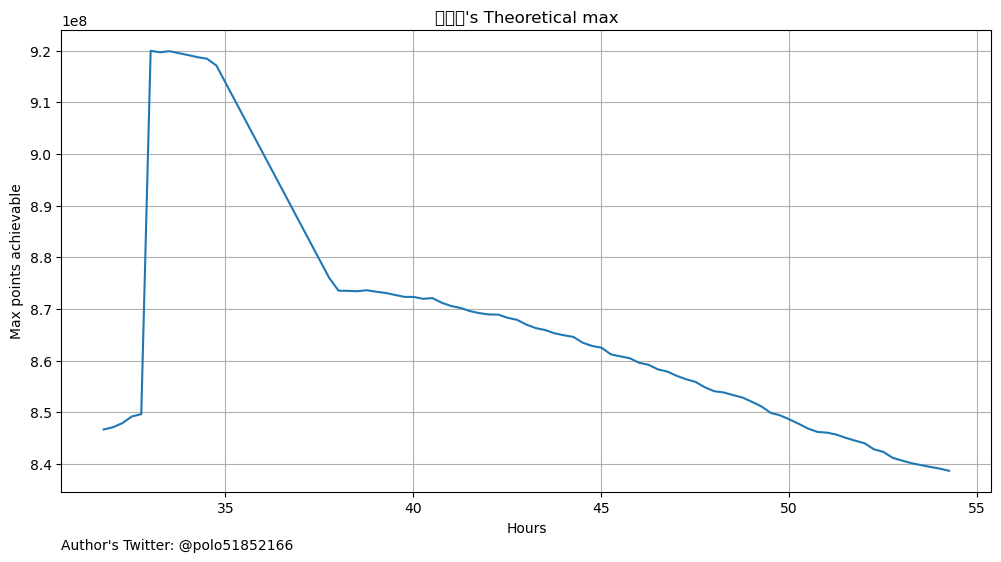 1e8
's Theoretical max
9.2
9.1
9.0
8.9
8.8
8.7
8.6
8.5
8.4
Max points achievable
35
40
45
50
55
Hours
Author's Twitter: @polo51852166